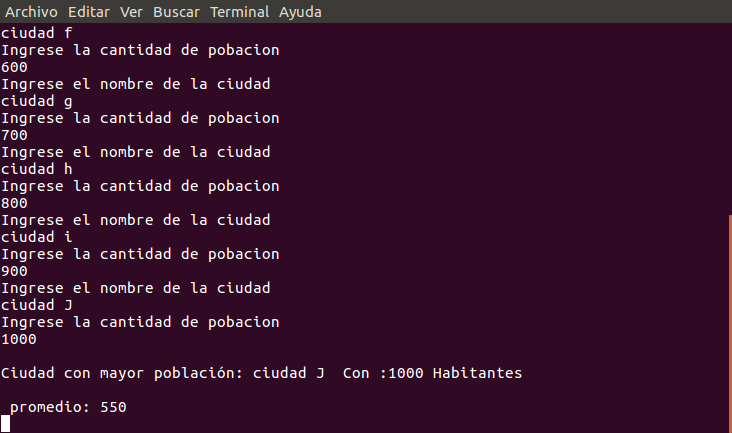 Archivo Editar Ver Buscar Terminal Ayuda
ciudad f
Ingrese la cantidad de pobacion
600
Ingrese el nombre de la ciudad
ciudad g
Ingrese la cantidad de pobacion
700
Ingrese el nombre de la ciudad
ciudad h
Ingrese la cantidad de pobacion
800
Ingrese el nombre de la ciudad
ciudad i
Ingrese la cantidad de pobacion
900
Ingrese el nombre de la ciudad
ciudad J
Ingrese la cantidad de pobacion
1000
Ciudad con mayor población: ciudad J  Con :1000 Habitantes
promedio: 550